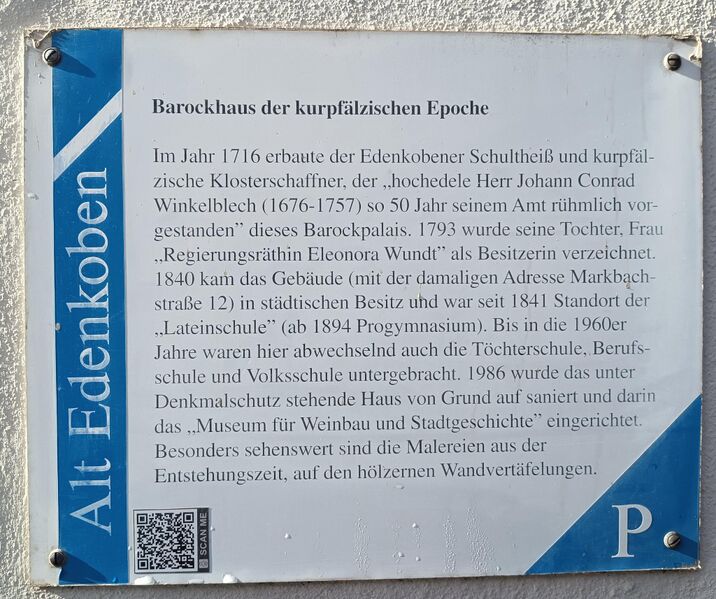 Alt Edenkoben
Barockhaus der kurpfälzischen Epoche
Im Jahr 1716 erbaute der Edenkobener Schultheiß und kurpfäl-
zische Klosterschaffner, der „hochedele Herr Johann Conrad
Winkelblech (1676-1757) so 50 Jahr seinem Amt rühmlich vor-
gestanden” dieses Barockpalais. 1793 wurde seine Tochter, Frau
„Regierungsräthin Eleonora Wundt” als Besitzerin verzeichnet.
1840 kam das Gebäude (mit der damaligen Adresse Markbach-
straße 12) in städtischen Besitz und war seit 1841 Standort der
„Lateinschule” (ab 1894 Progymnasium). Bis in die 1960er
Jahre waren hier abwechselnd auch die Töchterschule, Berufs-
schule und Volksschule untergebracht. 1986 wurde das unter
Denkmalschutz stehende Haus von Grund auf saniert und darin
das „Museum für Weinbau und Stadtgeschichte” eingerichtet.
Besonders sehenswert sind die Malereien aus der
Entstehungszeit, auf den hölzernen Wandvertäfelungen.
SCAN ME
P